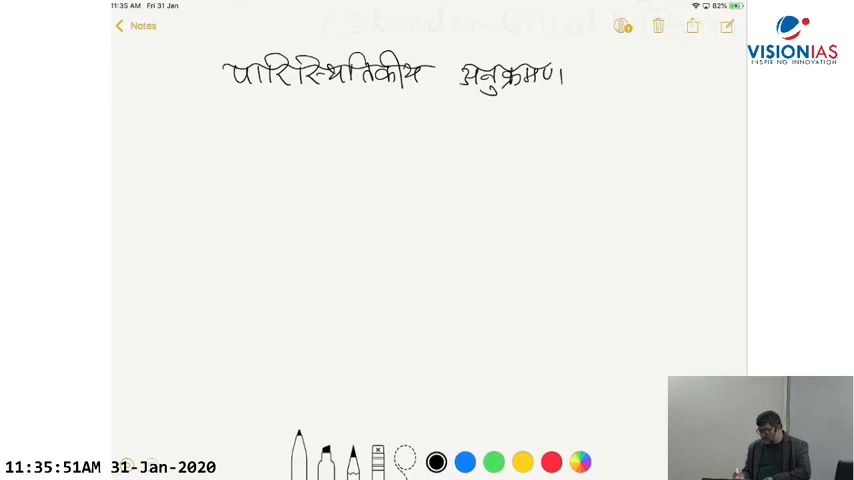 11:35 AM Fri 31 Jan
82%
Notes
VISIONIAS
INSPIRING INNOVATION
पारिस्थितिकीय अनुक्रमण
11:35:51AM 31-Jan-2020